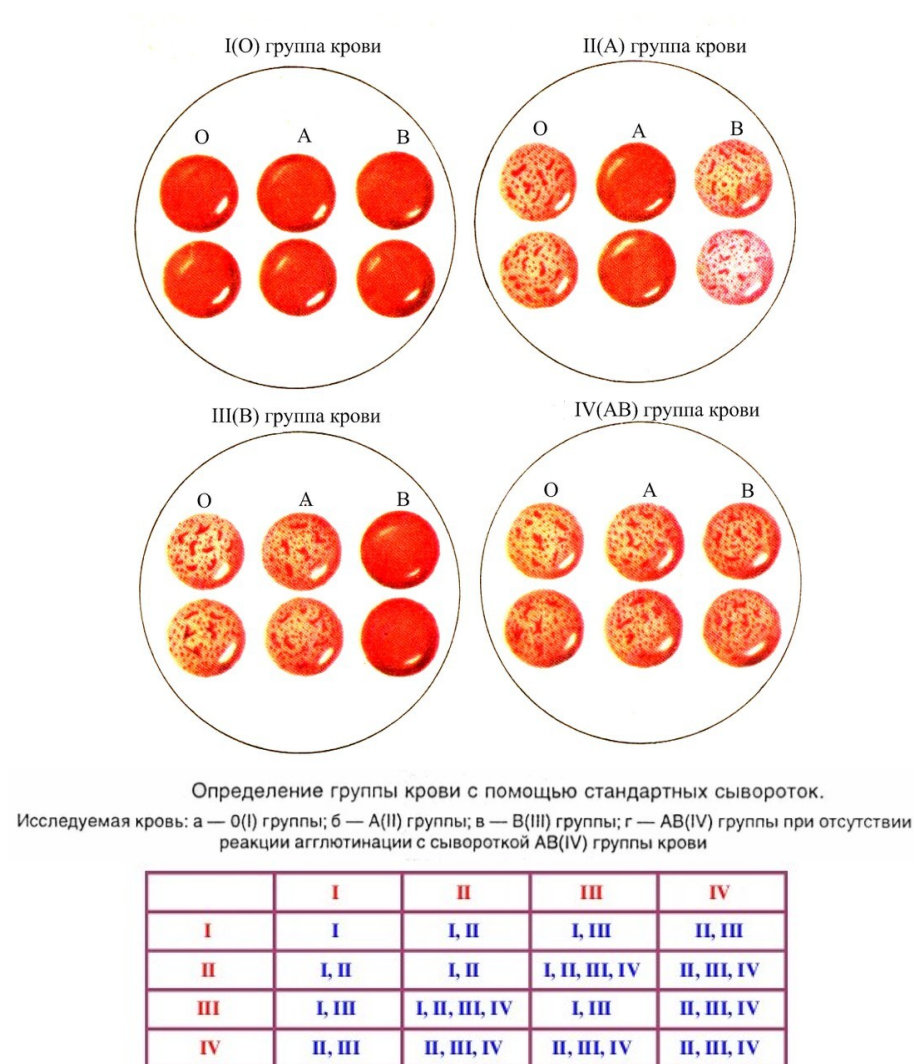 I(O) группа крови
II(A) группа крови
O A B
O A B
III(B) группа крови
IV(AB) группа крови
O A B
O A B
Определение группы крови с помощью стандартных сывороток.
Исследуемая кровь: а — 0(I) группы; б — A(II) группы; в — B(III) группы; г — AB(IV) группы при отсутствии
реакции агглютинации с сывороткой AB(IV) группы крови
I II III IV
I I I, II I, III II, III
II I, II I, II I, II, III, IV II, III, IV
III I, III I, II, III, IV I, III II, III, IV
IV II, III II, III, IV II, III, IV II, III, IV